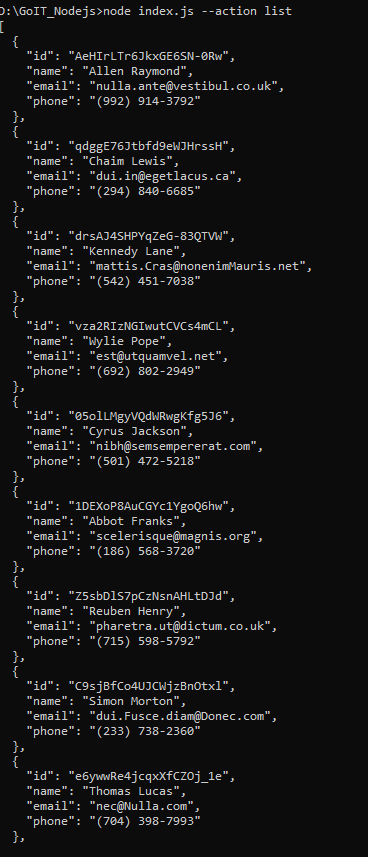 D:\GoIT_Nodejs>node index.js --action list
[
  {
    "id": "AeHIrLTr6JkxGE6SN-0Rw",
    "name": "Allen Raymond",
    "email": "nulla.ante@vestibul.co.uk",
    "phone": "(992) 914-3792"
  },
  {
    "id": "qdggE76Jtbfd9eWJHrssH",
    "name": "Chaim Lewis",
    "email": "dui.in@egetlacus.ca",
    "phone": "(294) 840-6685"
  },
  {
    "id": "drsAJ4SHPYqZeG-83QTVW",
    "name": "Kennedy Lane",
    "email": "mattis.Cras@nonenimMauris.net",
    "phone": "(542) 451-7038"
  },
  {
    "id": "vza2RIzNGIwutCVCs4mCL",
    "name": "Wylie Pope",
    "email": "est@utquamvel.net",
    "phone": "(692) 802-2949"
  },
  {
    "id": "05olLMgyVQdWRwgKfg5J6",
    "name": "Cyrus Jackson",
    "email": "nibh@semsempererat.com",
    "phone": "(501) 472-5218"
  },
  {
    "id": "1DEXoP8AuCGYc1YgoQ6hw",
    "name": "Abbot Franks",
    "email": "scelerisque@magnis.org",
    "phone": "(186) 568-3720"
  },
  {
    "id": "Z5sbDlS7pCzNsnAHLtDJd",
    "name": "Reuben Henry",
    "email": "pharetra.ut@dictum.co.uk",
    "phone": "(715) 598-5792"
  },
  {
    "id": "C9sjBfCo4UJCWjzBnOtxl",
    "name": "Simon Morton",
    "email": "dui.Fusce.diam@Donec.com",
    "phone": "(233) 738-2360"
  },
  {
    "id": "e6ywwRe4jcqxXfCZOj_1e",
    "name": "Thomas Lucas",
    "email": "nec@Nulla.com",
    "phone": "(704) 398-7993"
  },